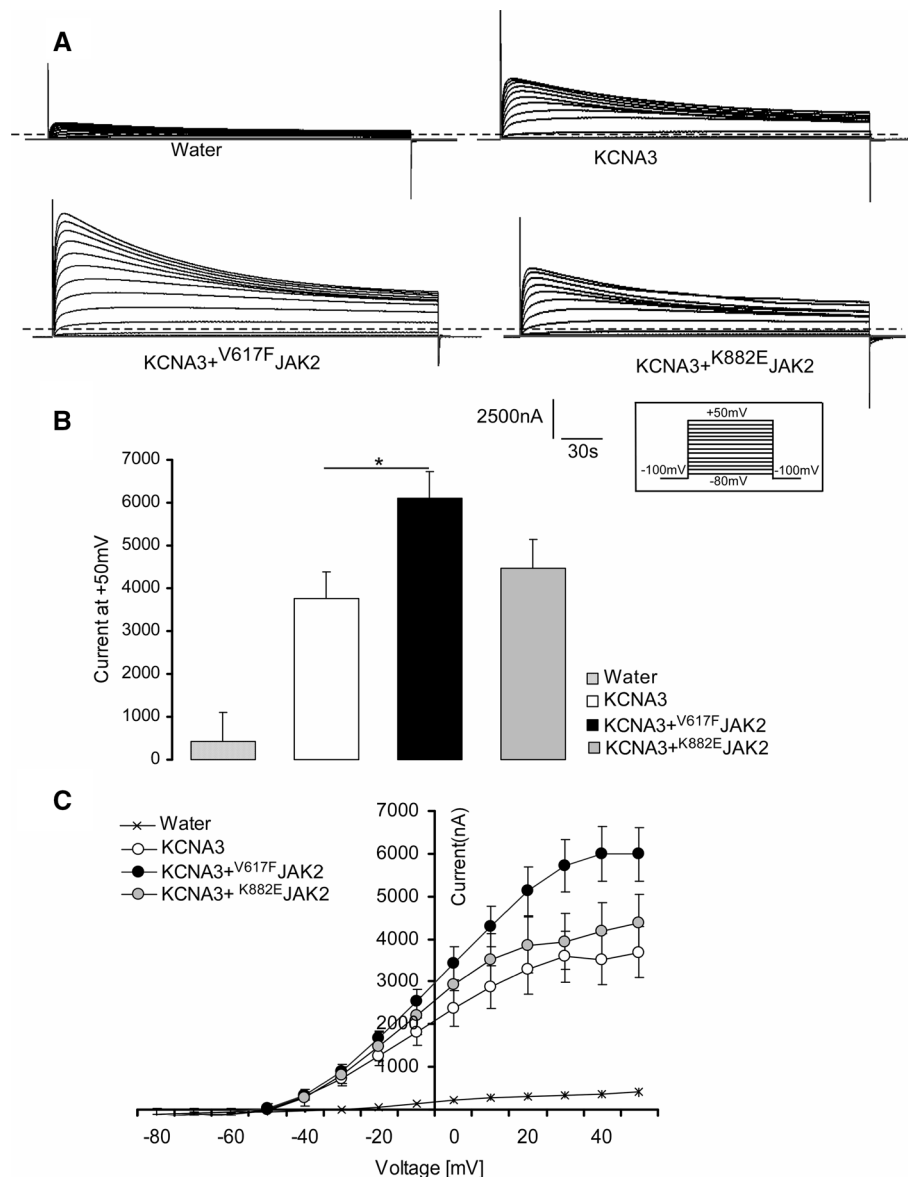 A
Water
KCNA3
KCNA3+V617FJAK2
KCNA3+K882EJAK2
2500nA
30s
+50mV
-100mV
-100mV
-80mV
B
7000
6000
5000
4000
3000
2000
1000
0
Current at +50mV
*
Water
KCNA3
KCNA3+V617FJAK2
KCNA3+K882EJAK2
C
Water
KCNA3
KCNA3+V617FJAK2
KCNA3+ K882EJAK2
7000
6000
5000
4000
3000
2000
1000
Current(nA)
-80 -60 -40 -20 0 20 40
Voltage [mV]